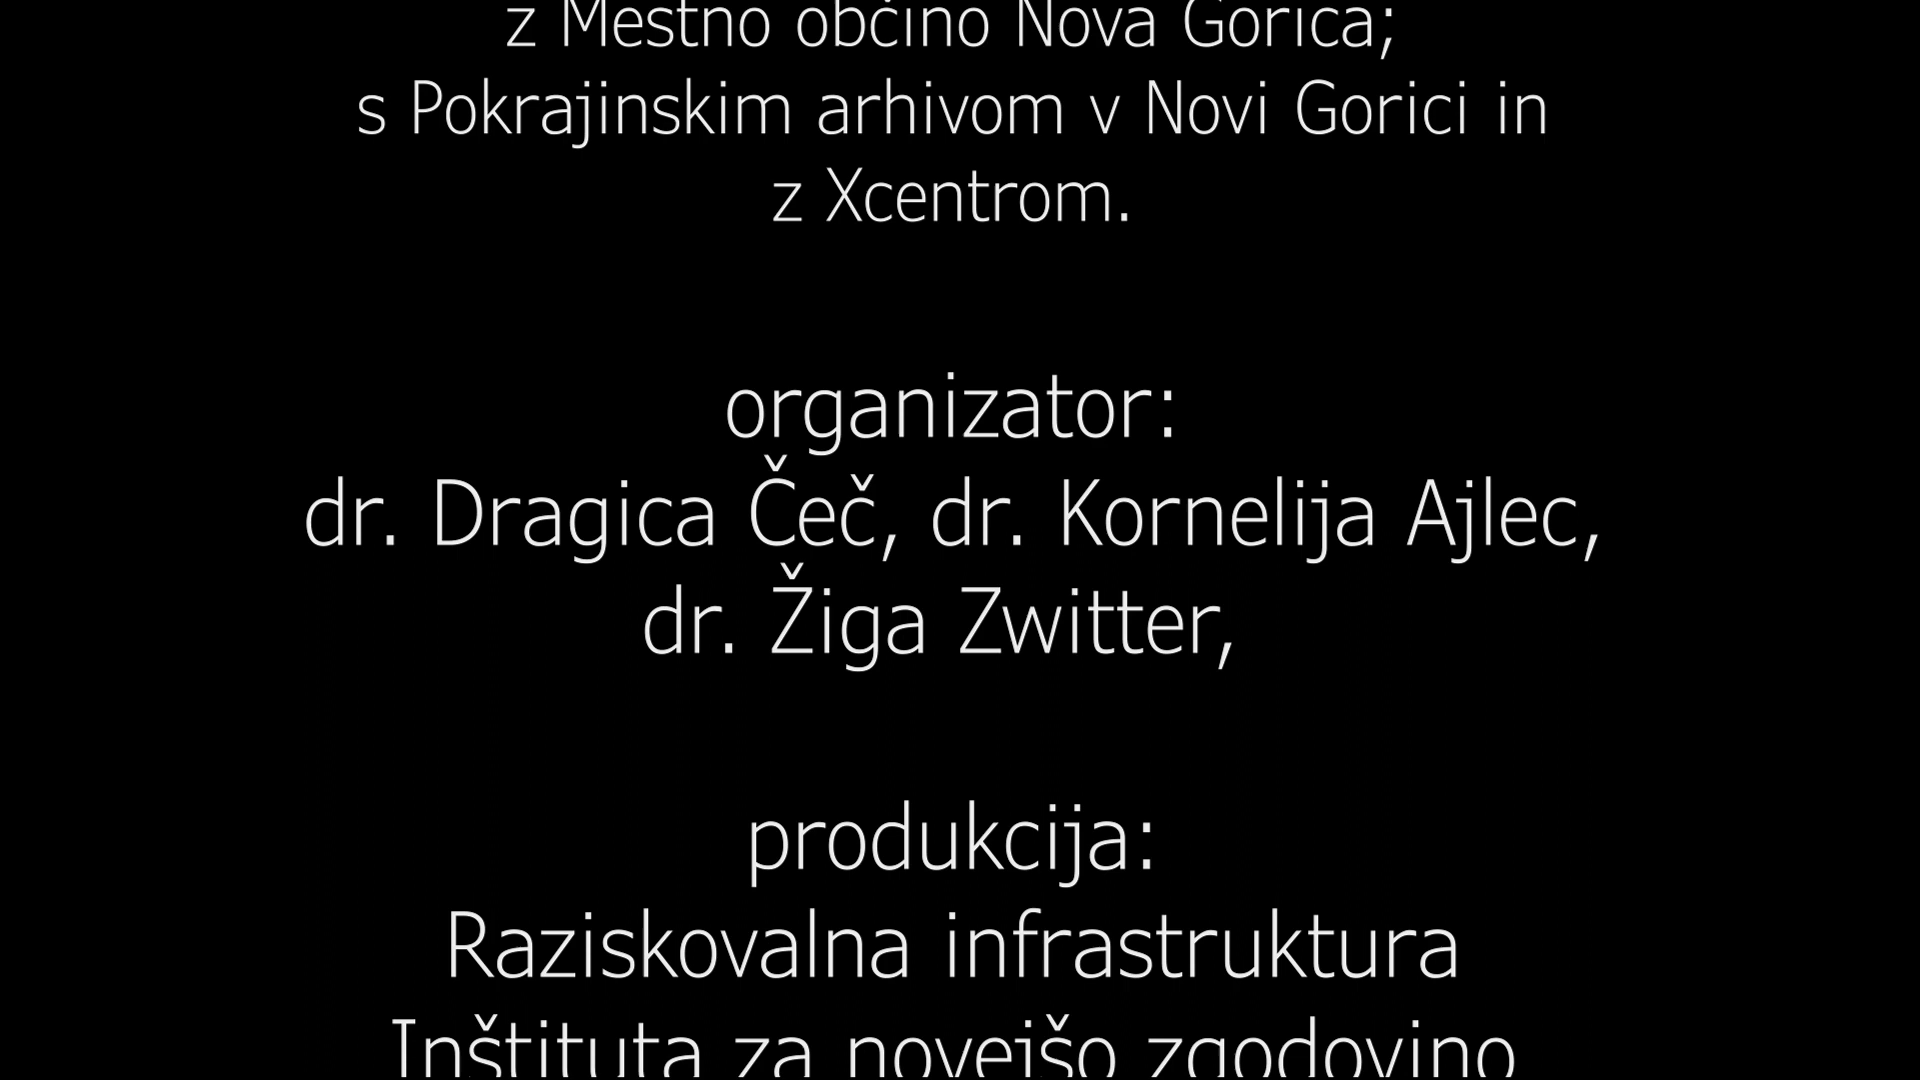 z Mestno občino Nova Gorica;
s Pokrajinskim arhivom v Novi Gorici in
z Xcentrom.
organizator:
dr. Dragica Čeč, dr. Kornelija Ajlec,
dr. Žiga Zwitter,
produkcija:
Raziskovalna infrastruktura
Inštituta za novejšo zgodovino